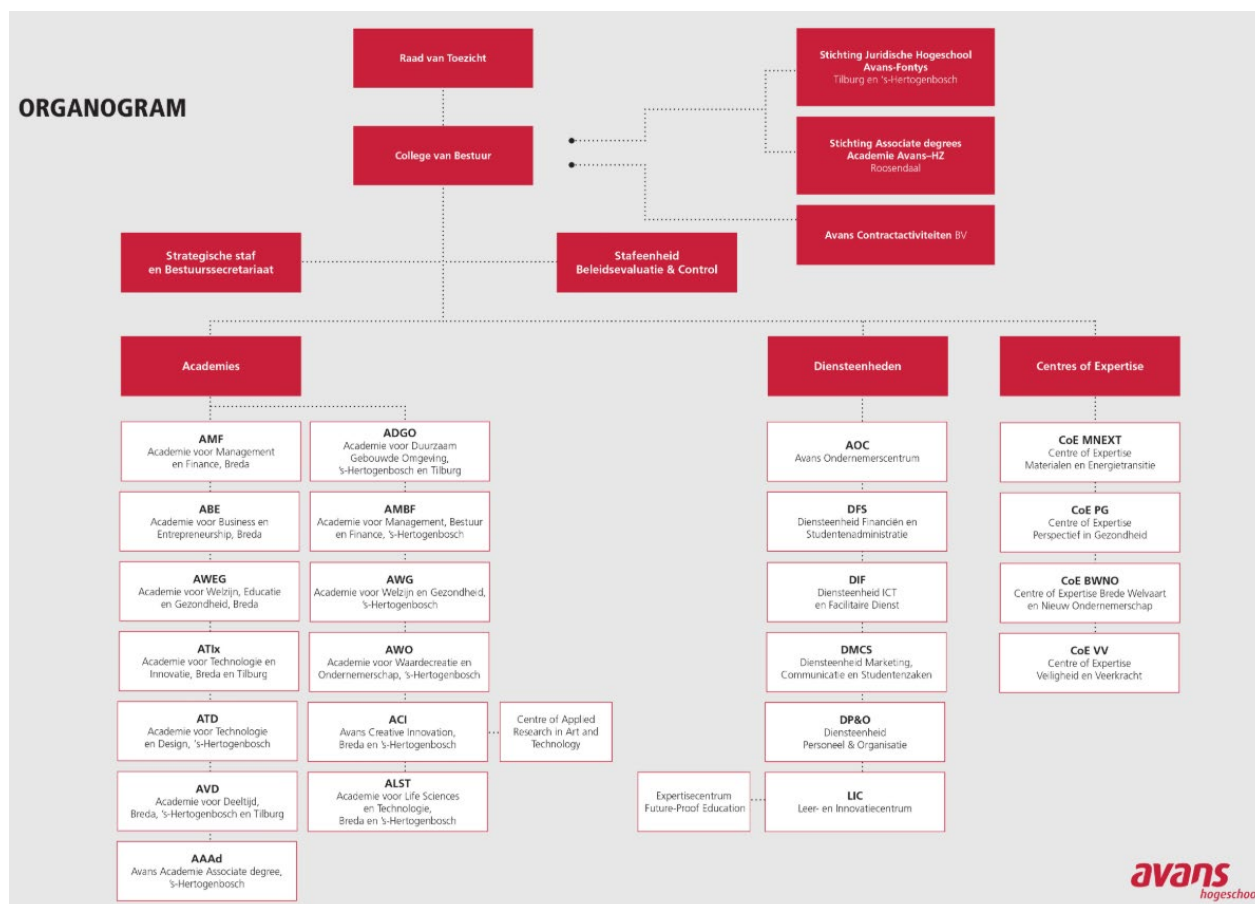 ORGANOGRAM
Raad van Toezicht
College van Bestuur
Stichting Juridische Hogeschool
Avans-Fontys
Tilburg en 's-Hertogenbosch
Stichting Associate degrees
Academie Avans–HZ
Roosendaal
Avans Contractactiviteiten BV
Strategische staf
en Bestuurssecretariaat
Stafeenheid
Beleidsevaluatie & Control
Academies
AMF
Academie voor Management
en Finance, Breda
ABE
Academie voor Business en
Entrepreneurship, Breda
AWEG
Academie voor Welzijn, Educatie
en Gezondheid, Breda
ATIx
Academie voor Technologie en
Innovatie, Breda en Tilburg
ATD
Academie voor Technologie
en Design, 's-Hertogenbosch
AVD
Academie voor Deeltijd,
Breda, 's-Hertogenbosch en Tilburg
AAAd
Avans Academie Associate degree,
's-Hertogenbosch
ADGO
Academie voor Duurzaam
Gebouwde Omgeving,
's-Hertogenbosch en Tilburg
AMBF
Academie voor Management, Bestuur
en Finance, 's-Hertogenbosch
AWG
Academie voor Welzijn en Gezondheid,
's-Hertogenbosch
AWO
Academie voor Waardecreatie en
Ondernemerschap, 's-Hertogenbosch
ACI
Avans Creative Innovation,
Breda en 's-Hertogenbosch
Centre of Applied
Research in Art and
Technology
ALST
Academie voor Life Sciences
en Technologie,
Breda en 's-Hertogenbosch
Diensteenheden
AOC
Avans Ondernemerscentrum
DFS
Diensteenheid Financiën en
Studentenadministratie
DIF
Diensteenheid ICT
en Facilitaire Dienst
DMCS
Diensteenheid Marketing,
Communicatie en Studentenzaken
DP&O
Diensteenheid
Personeel & Organisatie
Expertisecentrum
Future-Proof Education
LIC
Leer- en Innovatiecentrum
Centres of Expertise
CoE MNEXT
Centre of Expertise
Materialen en Energietransitie
CoE PG
Centre of Expertise
Perspectief in Gezondheid
CoE BWNO
Centre of Expertise Brede Welvaart
en Nieuw Ondernemerschap
CoE VV
Centre of Expertise
Veiligheid en Veerkracht
avans
hogeschool